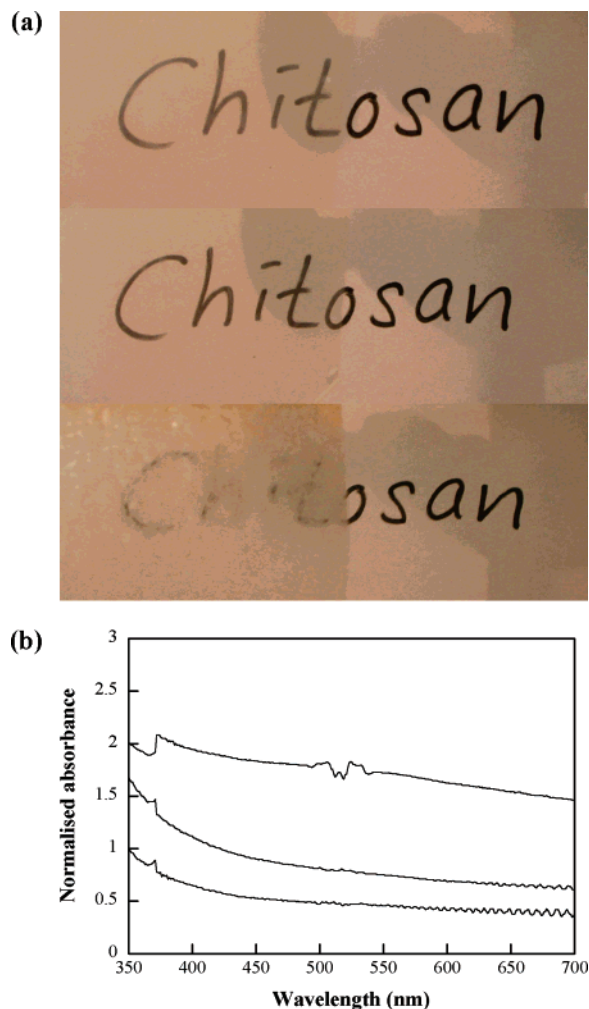 (a)
Chitosan
Chitosan
Chitosan
(b)
3
2.5
2
1.5
1
0.5
0
Normalised absorbance
350 400 450 500 550 600 650 700
Wavelength (nm)